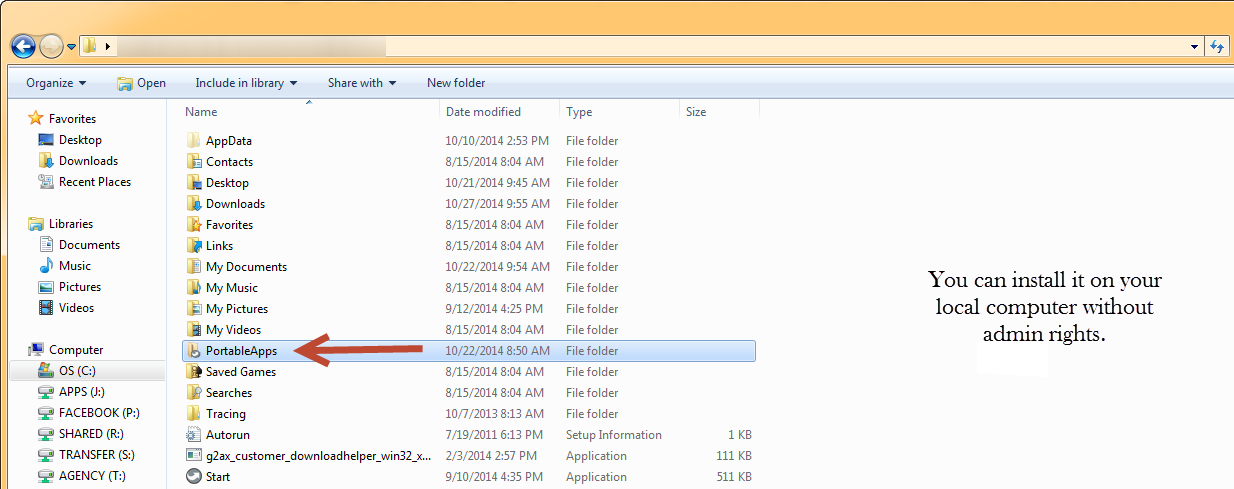 Organize Open Include in library Share with New folder
Name Date modified Type Size
Favorites
Desktop
Downloads
Recent Places
Libraries
Documents
Music
Pictures
Videos
Computer
OS (C:)
APPS (J:)
FACEBOOK (P:)
SHARED (R:)
TRANSFER (S:)
AGENCY (T:)
AppData 10/10/2014 2:53 PM File folder
Contacts 8/15/2014 8:04 AM File folder
Desktop 10/21/2014 9:45 AM File folder
Downloads 10/27/2014 9:55 AM File folder
Favorites 8/15/2014 8:04 AM File folder
Links 8/15/2014 8:04 AM File folder
My Documents 10/22/2014 9:54 AM File folder
My Music 8/15/2014 8:04 AM File folder
My Pictures 9/12/2014 4:25 PM File folder
My Videos 8/15/2014 8:04 AM File folder
PortableApps 10/22/2014 8:50 AM File folder
Saved Games 8/15/2014 8:04 AM File folder
Searches 8/15/2014 8:04 AM File folder
Tracing 10/7/2013 8:13 AM File folder
Autorun 7/19/2011 6:13 PM Setup Information 1 KB
g2ax_customer_downloadhelper_win32_x... 2/3/2014 2:57 PM Application 111 KB
Start 9/10/2014 4:35 PM Application 511 KB
You can install it on your
local computer without
admin rights.